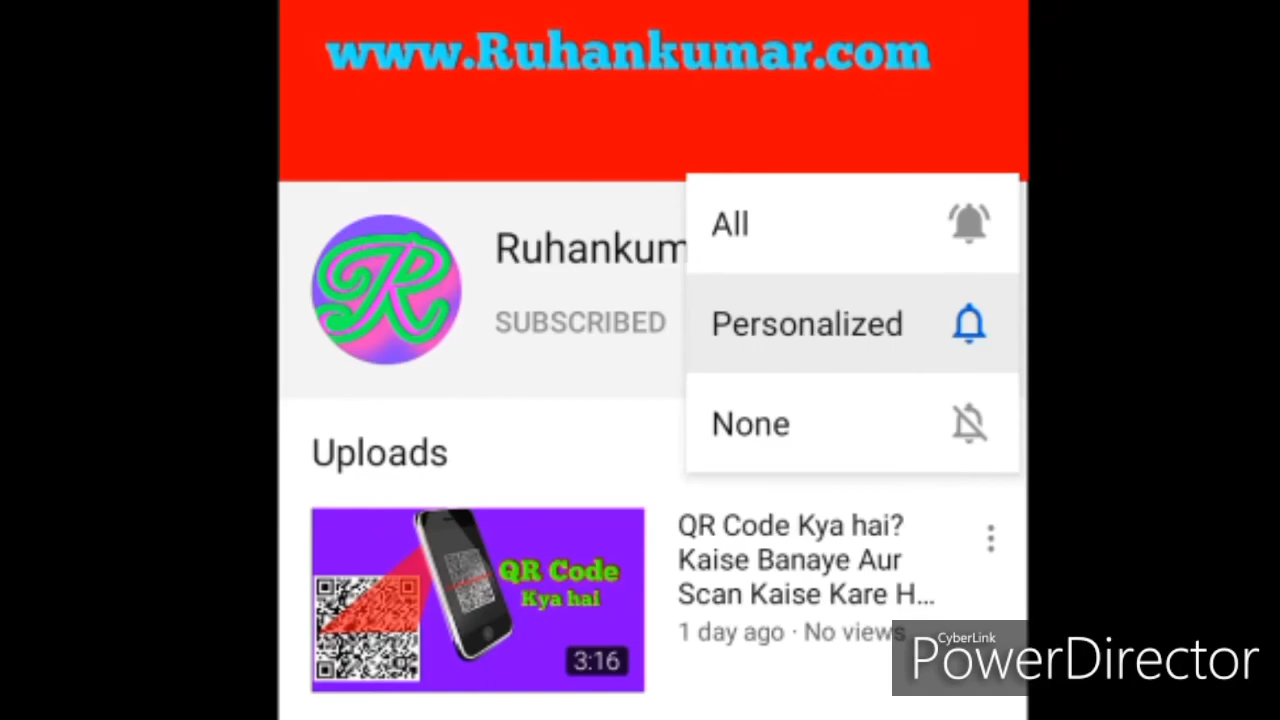 www.Ruhankumar.com
Ruhankum
SUBSCRIBED
All
Personalized
None
Uploads
QR Code
Kya hai
3:16
QR Code Kya hai?
Kaise Banaye Aur
Scan Kaise Kare H...
1 day ago · No views
CyberLink
PowerDirector